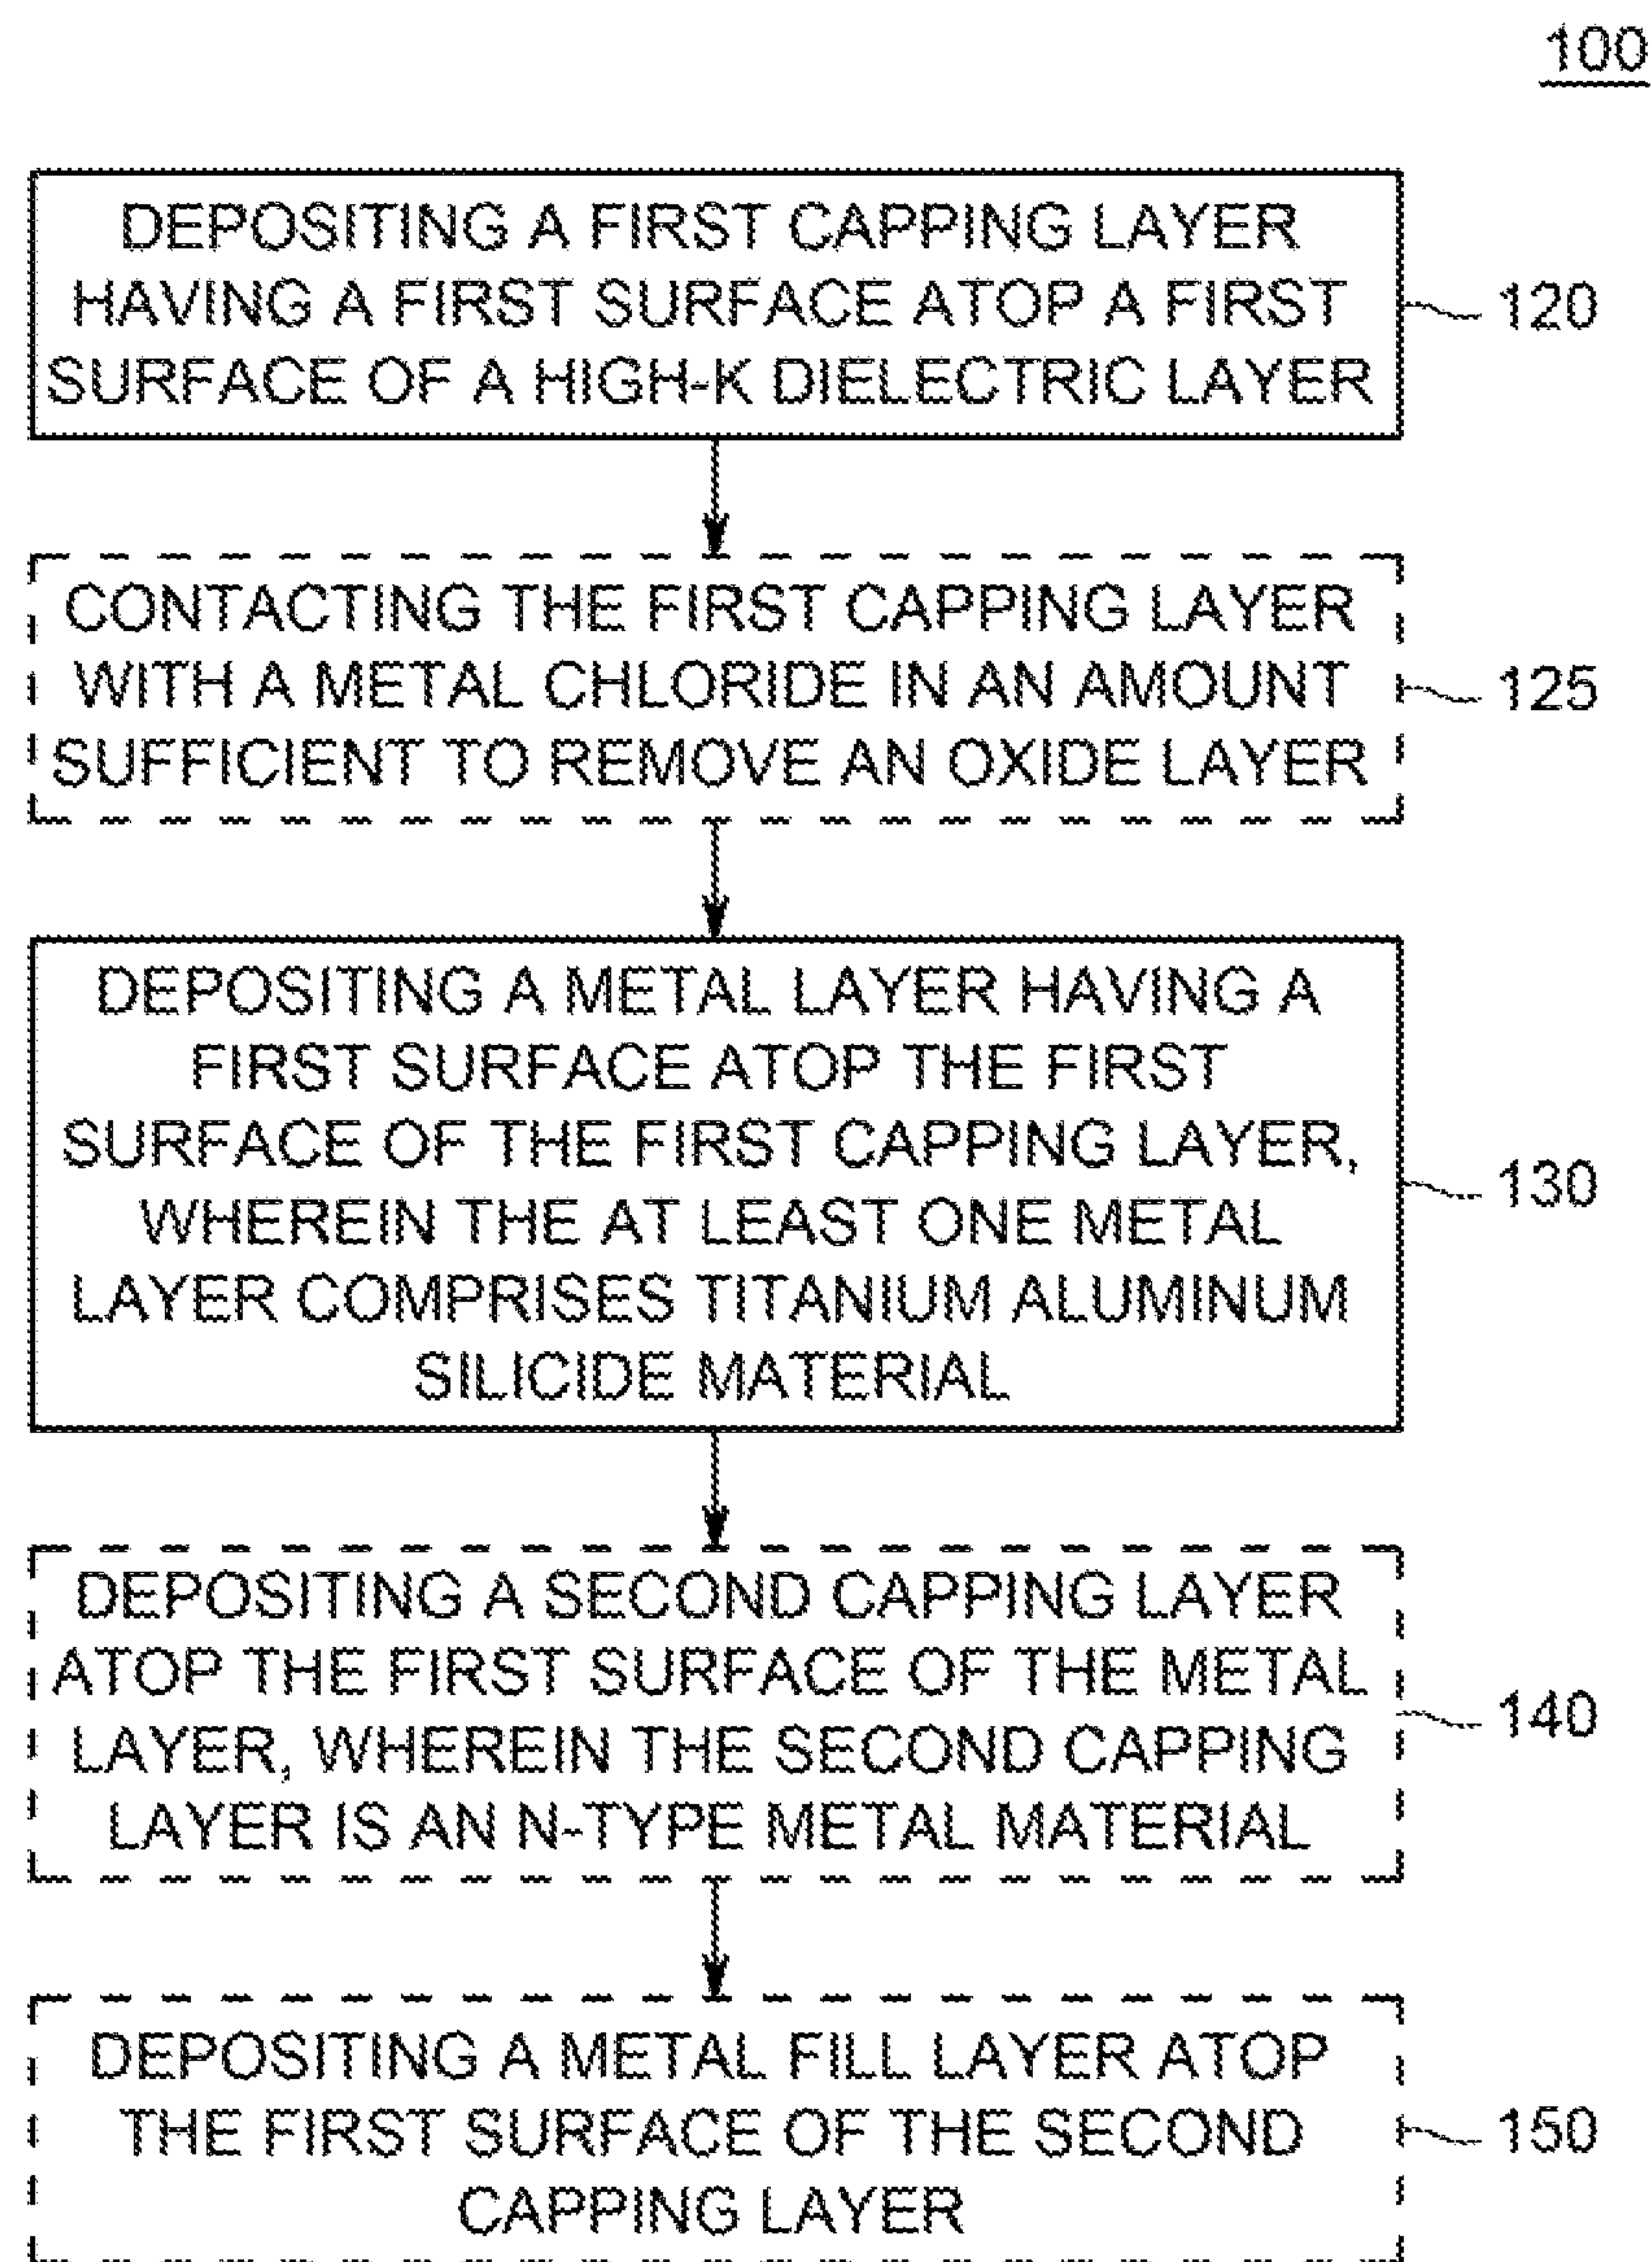 100
DEPOSITING A FIRST CAPPING LAYER
HAVING A FIRST SURFACE ATOP A FIRST
SURFACE OF A HIGH-K DIELECTRIC LAYER
120
CONTACTING THE FIRST CAPPING LAYER
WITH A METAL CHLORIDE IN AN AMOUNT
SUFFICIENT TO REMOVE AN OXIDE LAYER
125
DEPOSITING A METAL LAYER HAVING A
FIRST SURFACE ATOP THE FIRST
SURFACE OF THE FIRST CAPPING LAYER,
WHEREIN THE AT LEAST ONE METAL
LAYER COMPRISES TITANIUM ALUMINUM
SILICIDE MATERIAL
130
DEPOSITING A SECOND CAPPING LAYER
ATOP THE FIRST SURFACE OF THE METAL
LAYER, WHEREIN THE SECOND CAPPING
LAYER IS AN N-TYPE METAL MATERIAL
140
DEPOSITING A METAL FILL LAYER ATOP
THE FIRST SURFACE OF THE SECOND
CAPPING LAYER
150